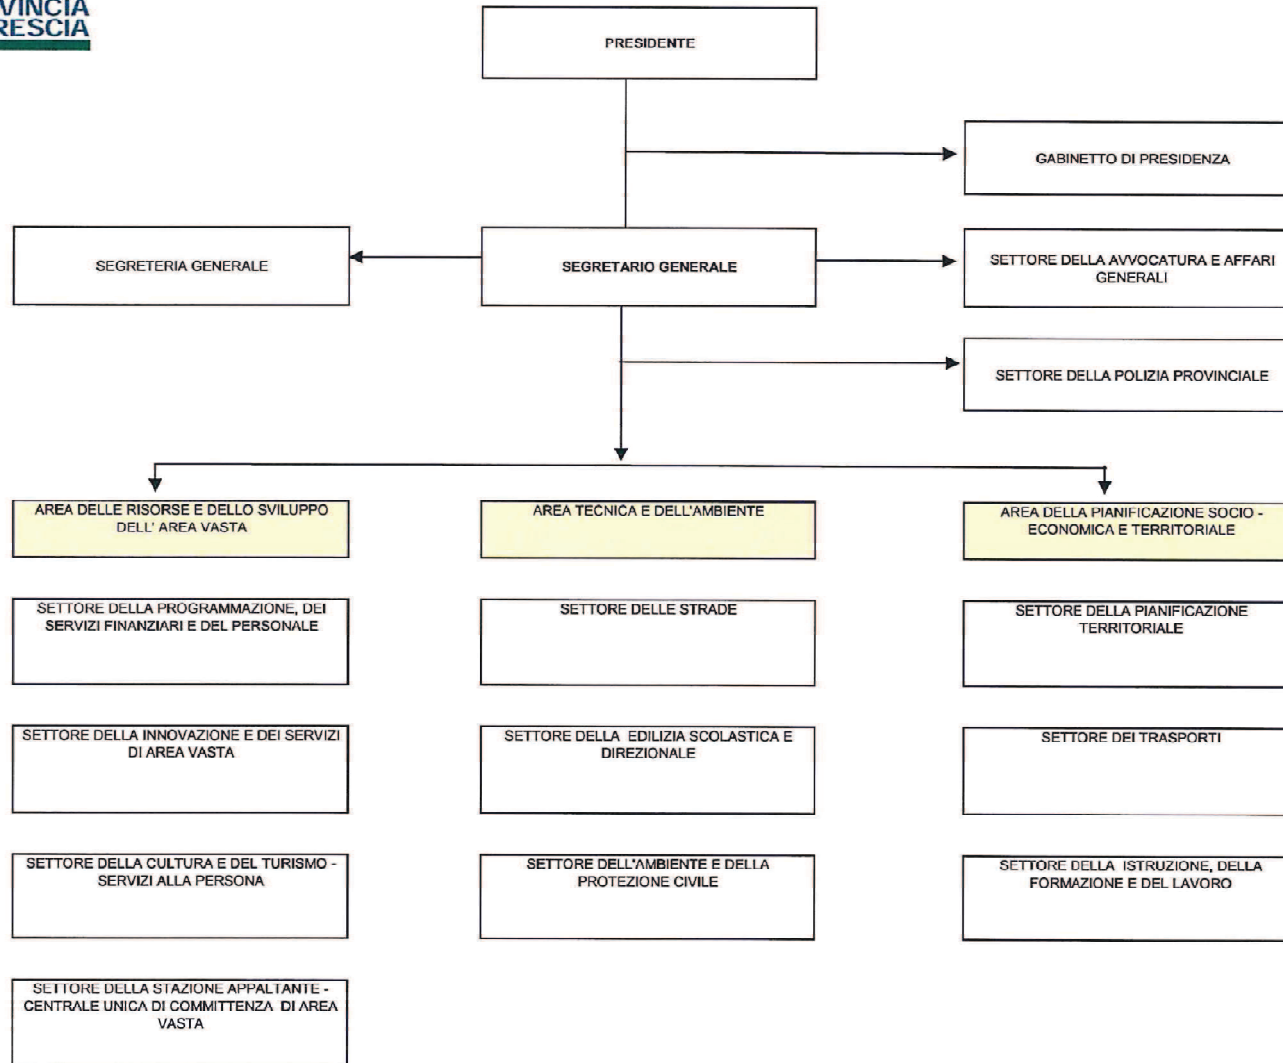 VINCIA
RESCIA
PRESIDENTE
GABINETTO DI PRESIDENZA
SEGRETERIA GENERALE
SEGRETARIO GENERALE
SETTORE DELLA AVVOCATURA E AFFARI
GENERALI
SETTORE DELLA POLIZIA PROVINCIALE
AREA DELLE RISORSE E DELLO SVILUPPO
DELL' AREA VASTA
AREA TECNICA E DELL'AMBIENTE
AREA DELLA PIANIFICAZIONE SOCIO -
ECONOMICA E TERRITORIALE
SETTORE DELLA PROGRAMMAZIONE, DEI
SERVIZI FINANZIARI E DEL PERSONALE
SETTORE DELLE STRADE
SETTORE DELLA PIANIFICAZIONE
TERRITORIALE
SETTORE DELLA INNOVAZIONE E DEI SERVIZI
DI AREA VASTA
SETTORE DELLA EDILIZIA SCOLASTICA E
DIREZIONALE
SETTORE DEI TRASPORTI
SETTORE DELLA CULTURA E DEL TURISMO -
SERVIZI ALLA PERSONA
SETTORE DELL'AMBIENTE E DELLA
PROTEZIONE CIVILE
SETTORE DELLA ISTRUZIONE, DELLA
FORMAZIONE E DEL LAVORO
SETTORE DELLA STAZIONE APPALTANTE -
CENTRALE UNICA DI COMMITTENZA DI AREA
VASTA